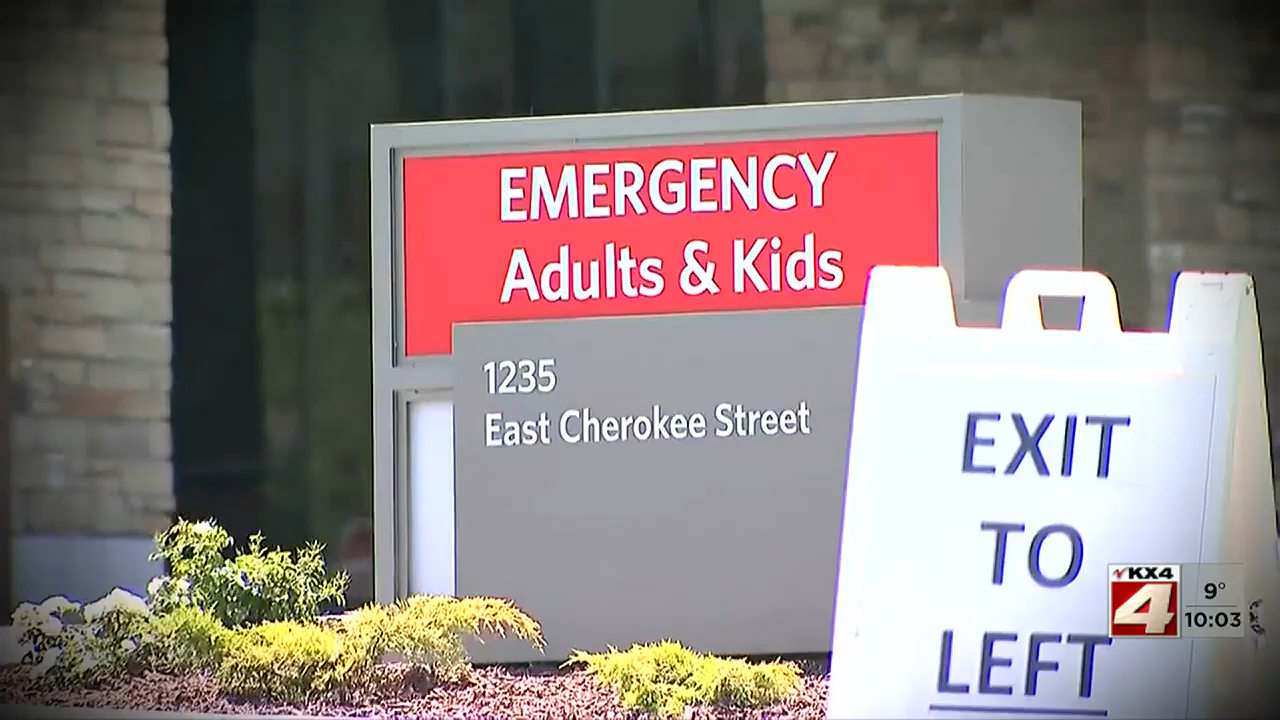 EMERGENCY
Adults & Kids
1235
East Cherokee Street
EXIT
TO
LEFT
KX4
4
9°
10:03